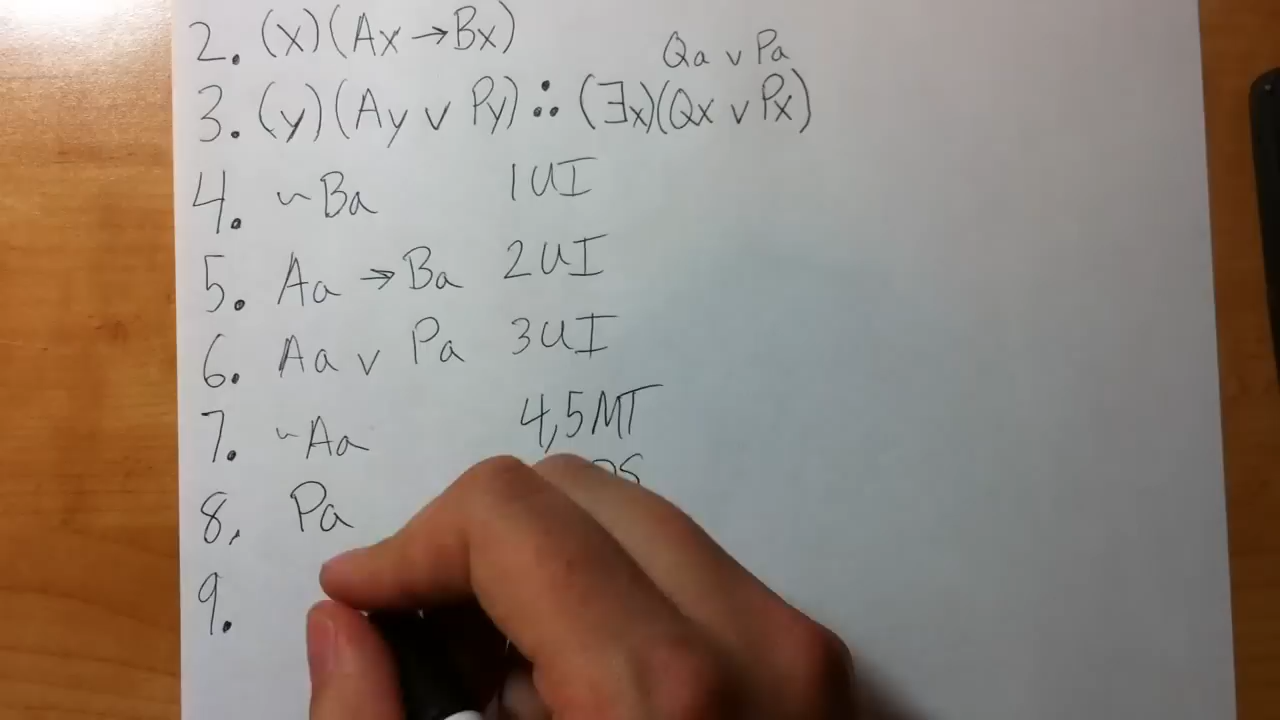 2. (x)(Ax → Bx)
Qa v Pa
3. (y)(Ay v Py) ∴ (∃x)(Qx v Px)
4. ~Ba 1UI
5. Aa → Ba 2UI
6. Aa v Pa 3UI
7. ~Aa 4,5MT
8. Pa DS
9.